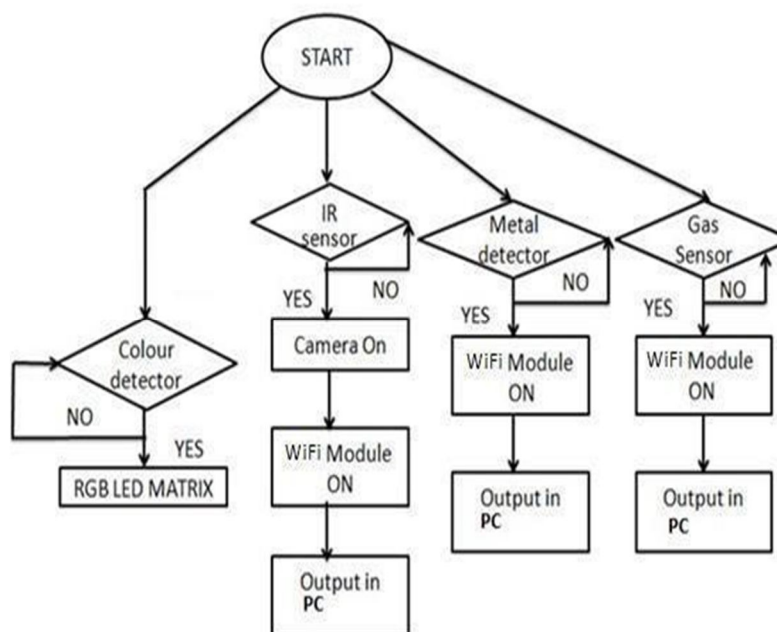 START
IR
sensor
NO
YES
Camera On
WiFi Module
ON
Output in
PC
Metal
detector
NO
YES
WiFi Module
ON
Output in
PC
Gas
Sensor
NO
YES
WiFi Module
ON
Output in
PC
Colour
detector
NO
YES
RGB LED MATRIX